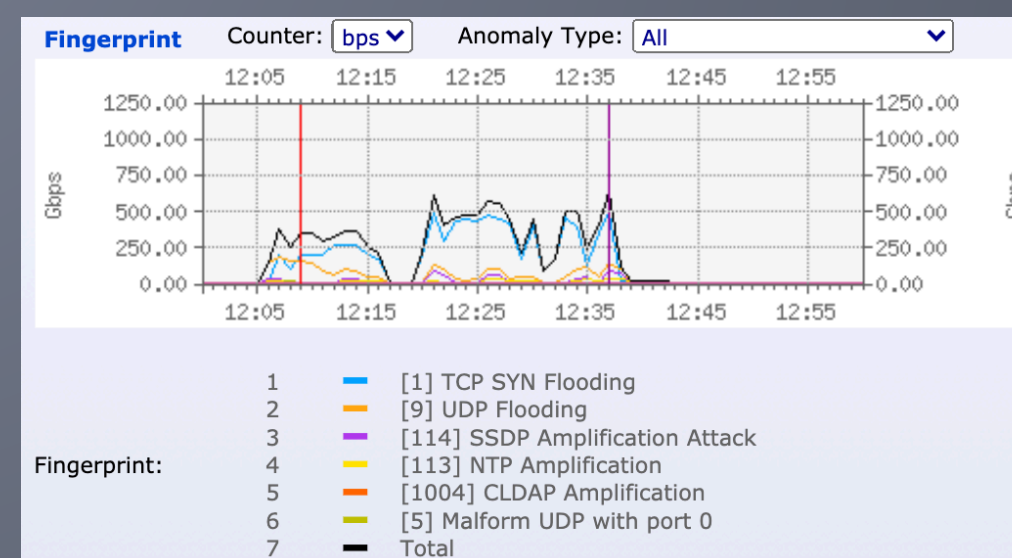 Fingerprint Counter: bps Anomaly Type: All
12:05 12:15 12:25 12:35 12:45 12:55
1250.00 1250.00
1000.00 1000.00
750.00 750.00
Gbps
500.00 500.00
250.00 250.00
0.00 0.00
12:05 12:15 12:25 12:35 12:45 12:55
1 [1] TCP SYN Flooding
2 [9] UDP Flooding
3 [114] SSDP Amplification Attack
Fingerprint: 4 [113] NTP Amplification
5 [1004] CLDAP Amplification
6 [5] Malform UDP with port 0
7 Total